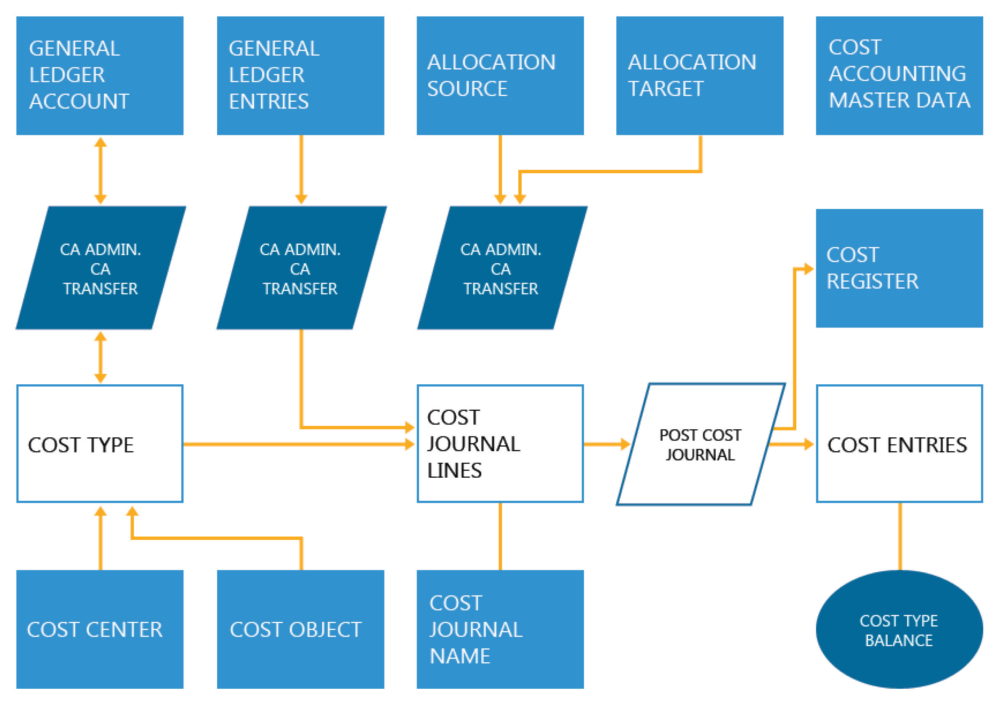 GENERAL
LEDGER
ACCOUNT
GENERAL
LEDGER
ENTRIES
ALLOCATION
SOURCE
ALLOCATION
TARGET
COST
ACCOUNTING
MASTER DATA
CA ADMIN.
CA
TRANSFER
CA ADMIN.
CA
TRANSFER
CA ADMIN.
CA
TRANSFER
COST
REGISTER
COST TYPE
COST
JOURNAL
LINES
POST COST
JOURNAL
COST ENTRIES
COST CENTER
COST OBJECT
COST
JOURNAL
NAME
COST TYPE
BALANCE